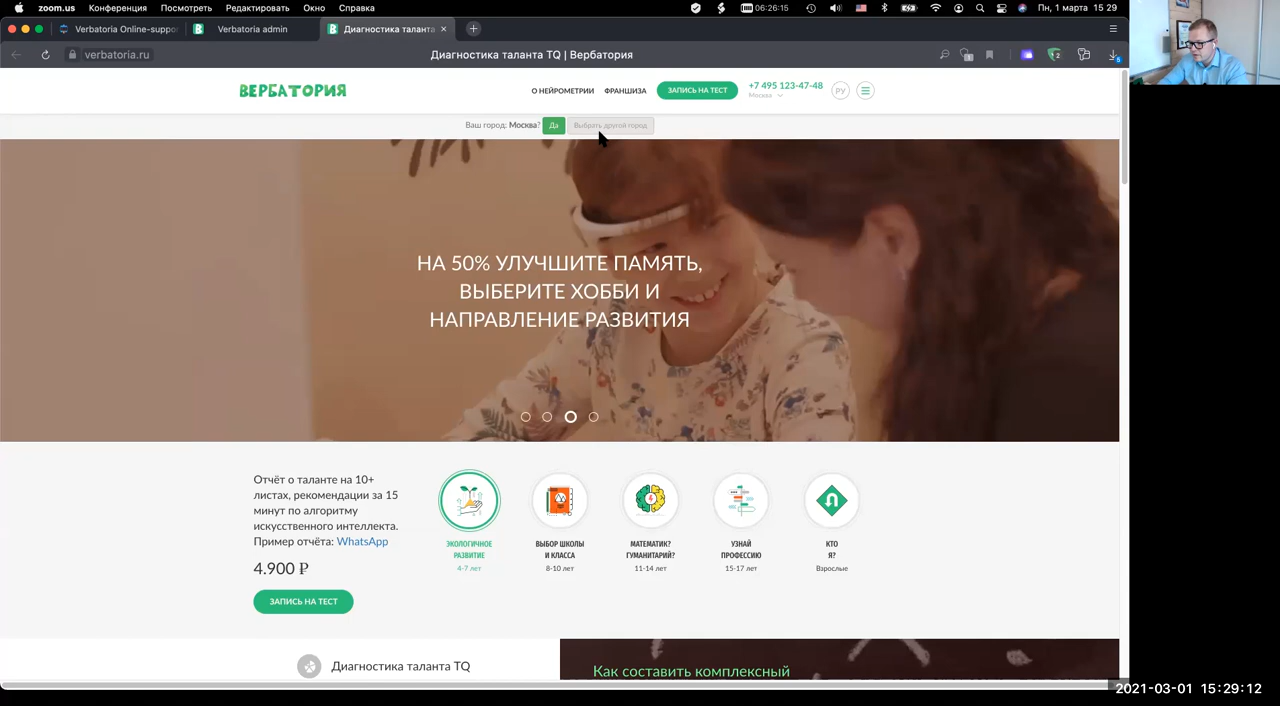 zoom.us Конференция Посмотреть Редактировать Окно Справка 06:26:15 Пн, 1 марта 15 29
Verbatoria Online-suppo Verbatoria admin Диагностика таланта
verbatoria.ru Диагностика таланта TQ | Вербатория
ВЕРБАТОРИЯ О НЕЙРОМЕТРИИ ФРАНШИЗА ЗАПИСЬ НА ТЕСТ +7 495 123-47-48 РУ
Москва
Ваш город: Москва? Да Выбрать другой город
НА 50% УЛУЧШИТЕ ПАМЯТЬ,
ВЫБЕРИТЕ ХОББИ И
НАПРАВЛЕНИЕ РАЗВИТИЯ
Отчёт о таланте на 10+
листах, рекомендации за 15
минут по алгоритму
искусственного интеллекта.
Пример отчёта: WhatsApp
4.900 ₽
ЗАПИСЬ НА ТЕСТ
ЭКОЛОГИЧНОЕ
РАЗВИТИЕ
4-7 лет
ВЫБОР ШКОЛЫ
И КЛАССА
8-10 лет
МАТЕМАТИК?
ГУМАНИТАРИЙ?
11-14 лет
УЗНАЙ
ПРОФЕССИЮ
15-17 лет
КТО
Я?
Взрослые
Диагностика таланта TQ
Как составить комплексный
2021-03-01 15:29:12